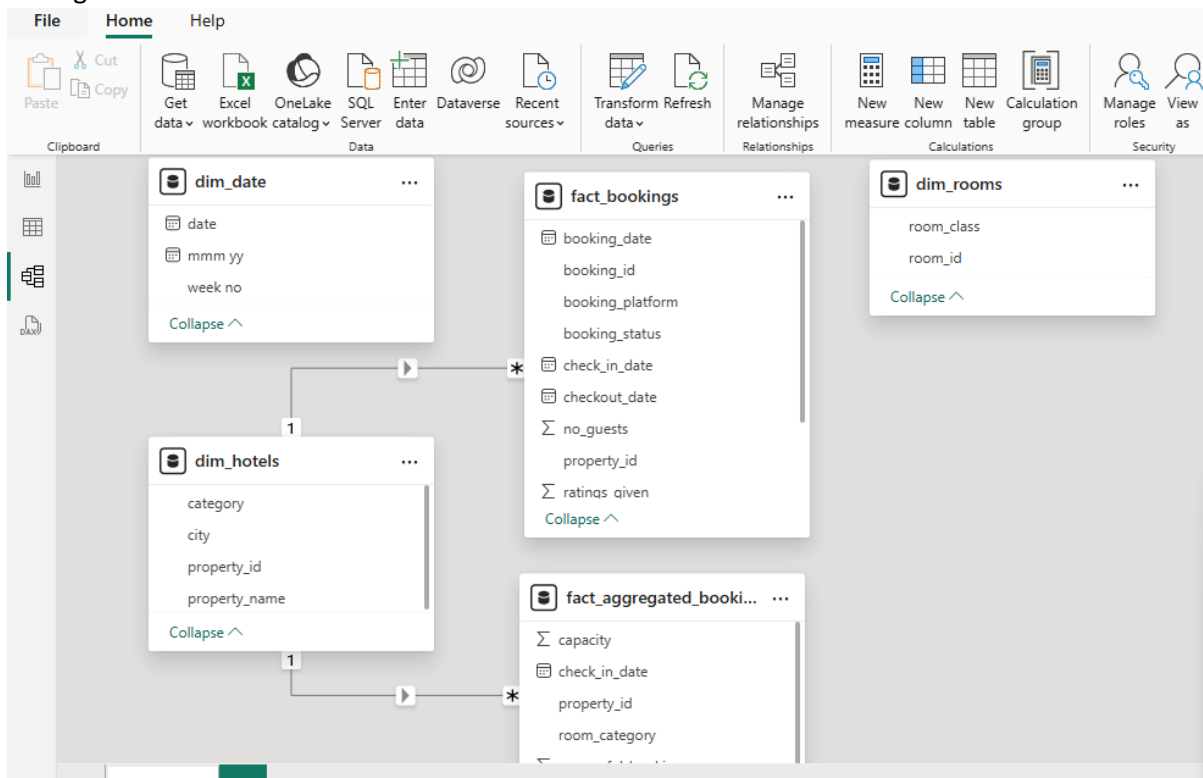 File Home Help
Cut
Copy
Paste
Get data
Excel workbook
OneLake catalog
SQL Server
Enter data
Dataverse
Recent sources
Transform data
Refresh
Manage relationships
New measure
New column
New table
Calculation group
Manage roles
View as
Clipboard
Data
Queries
Relationships
Calculations
Security
DAX
dim_date
date
mmm yy
week no
Collapse
fact_bookings
booking_date
booking_id
booking_platform
booking_status
check_in_date
checkout_date
Σ no_guests
property_id
Σ ratings_given
Collapse
dim_rooms
room_class
room_id
Collapse
*
1
dim_hotels
category
city
property_id
property_name
Collapse
1
*
fact_aggregated_booki...
Σ capacity
check_in_date
property_id
room_category